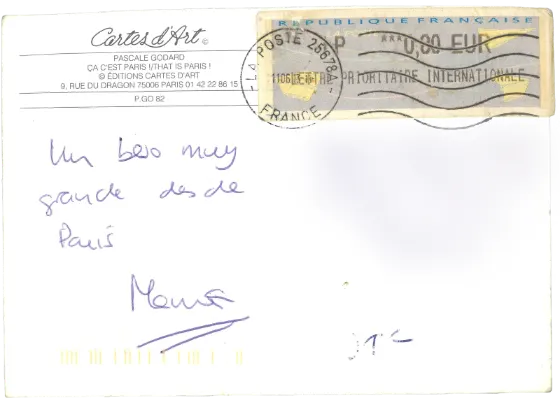 Cartes d'Art ©
PASCALE GODARD
ÇA C'EST PARIS !/THAT IS PARIS !
© ÉDITIONS CARTES D'ART
9, RUE DU DRAGON 75006 PARIS 01 42 22 86 15
P.GO 82
REPUBLIQUE FRANÇAISE
P ***0,80 EUR
PRIORITAIRE INTERNATIONALE
LA POSTE 26678A
FRANCE
Un beso muy
grande desde
Paris